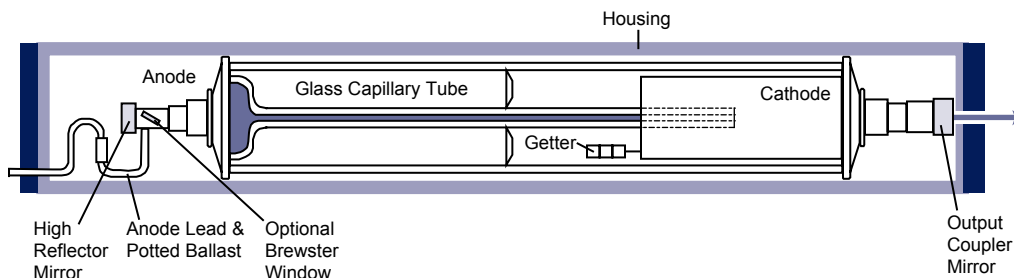 Housing
Anode
Glass Capillary Tube
Cathode
Getter
High
Reflector
Mirror
Anode Lead &
Potted Ballast
Optional
Brewster
Window
Output
Coupler
Mirror